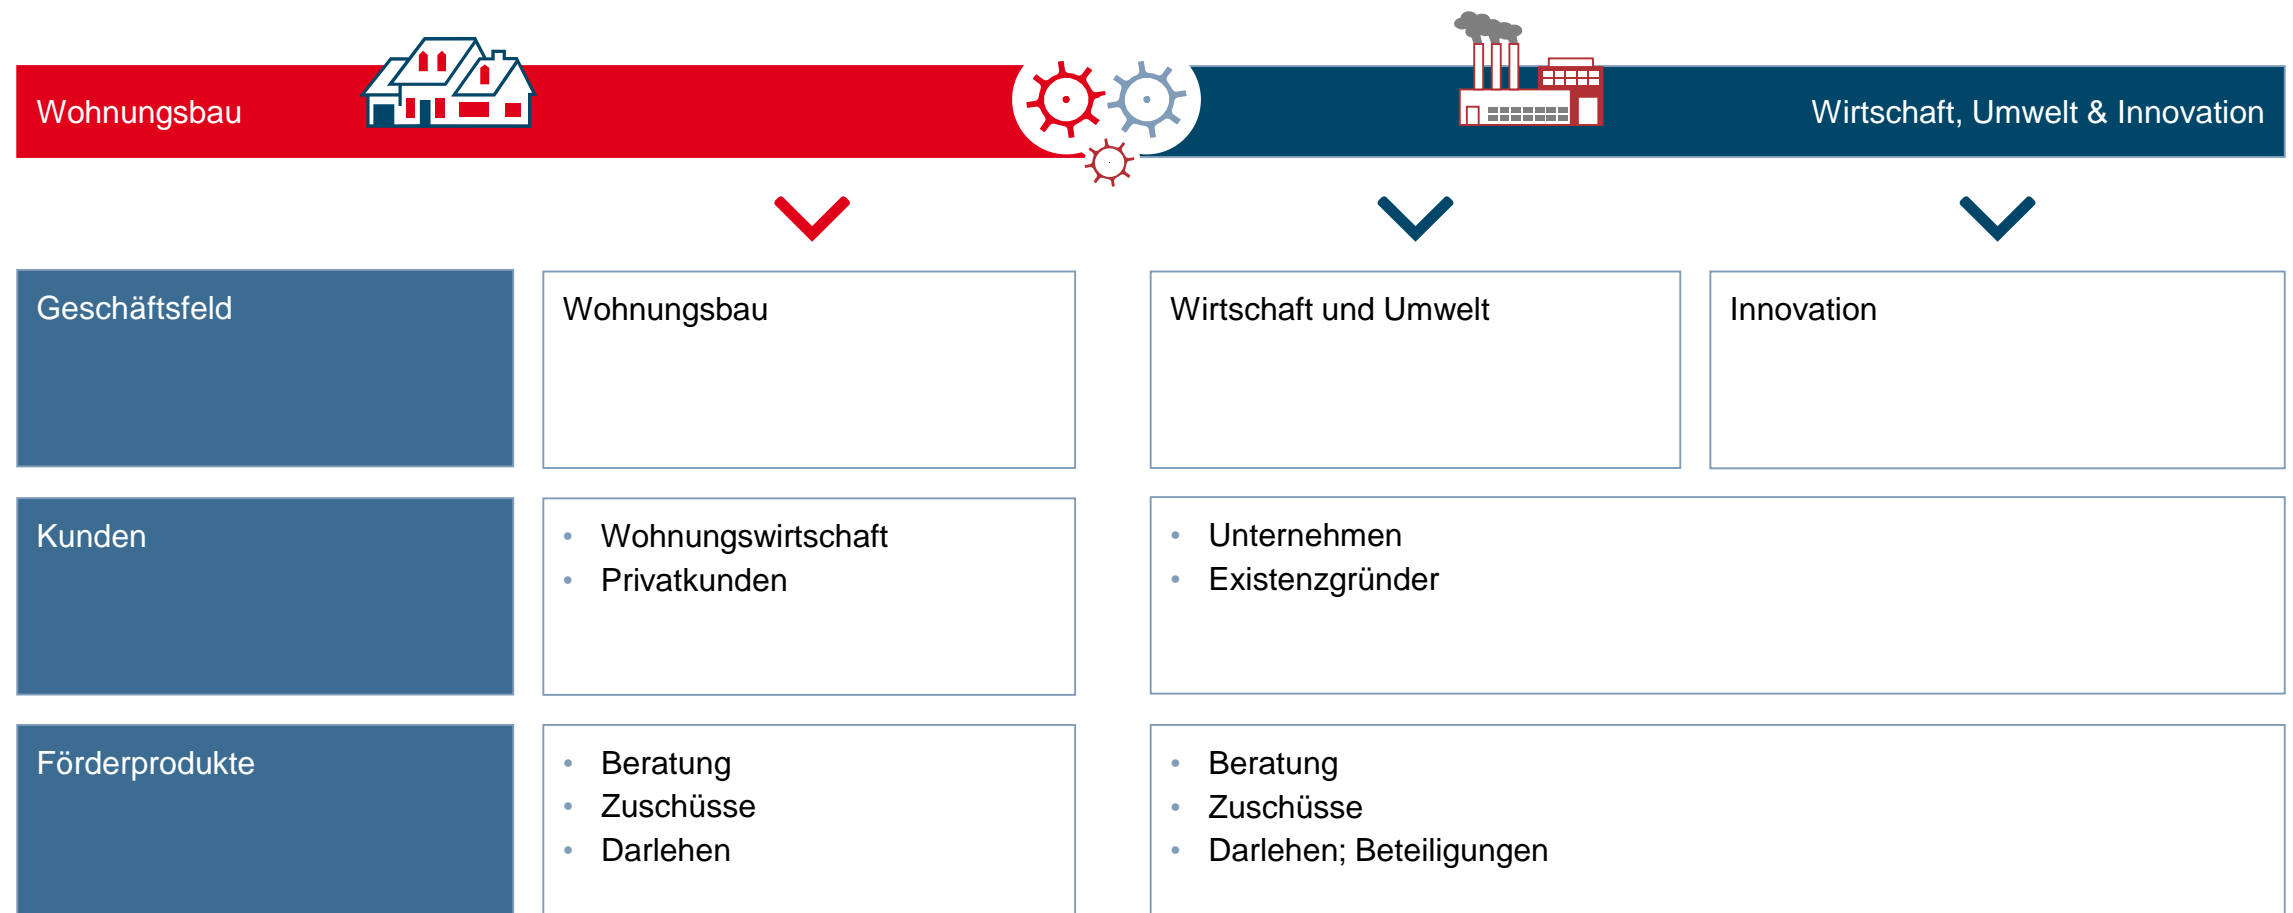 Wohnungsbau
Wirtschaft, Umwelt & Innovation
Geschäftsfeld
Wohnungsbau
Wirtschaft und Umwelt
Innovation
Kunden
• Wohnungswirtschaft
• Privatkunden
• Unternehmen
• Existenzgründer
Förderprodukte
• Beratung
• Zuschüsse
• Darlehen
• Beratung
• Zuschüsse
• Darlehen; Beteiligungen